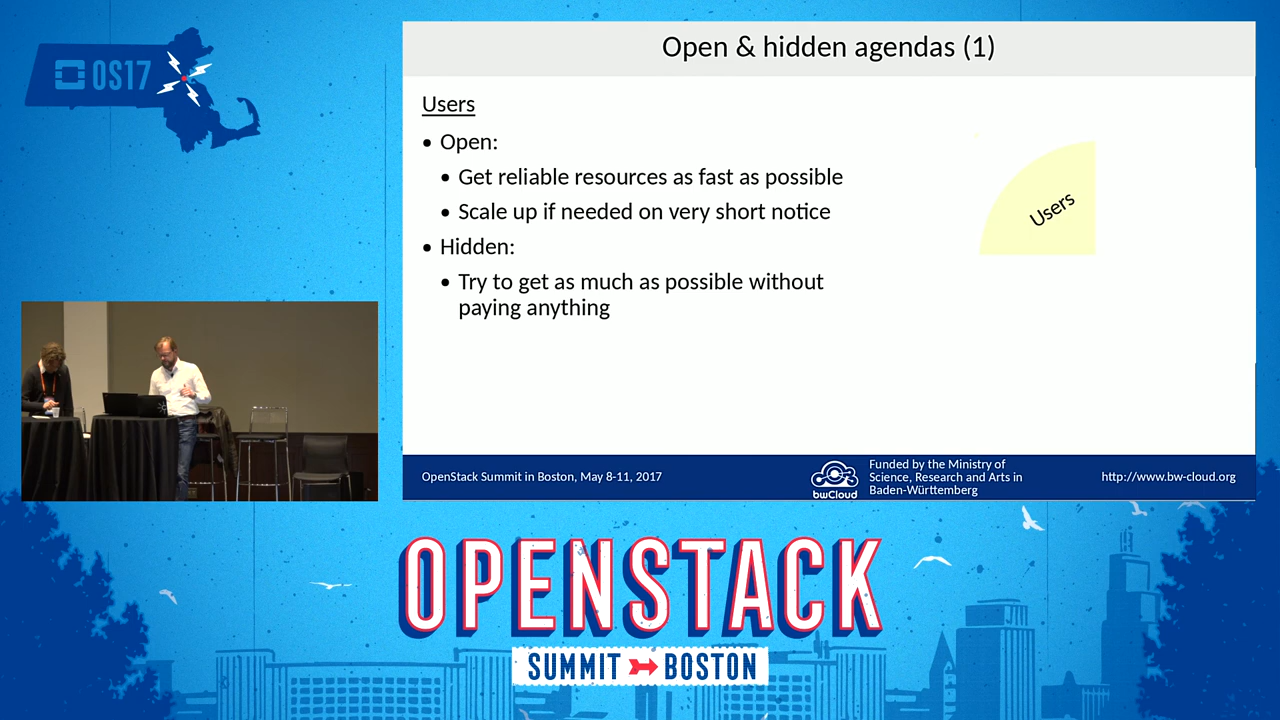 OS17
Open & hidden agendas (1)
Users
• Open:
• Get reliable resources as fast as possible
• Scale up if needed on very short notice
• Hidden:
• Try to get as much as possible without
paying anything
Users
OpenStack Summit in Boston, May 8-11, 2017
bwCloud
Funded by the Ministry of
Science, Research and Arts in
Baden-Württemberg
http://www.bw-cloud.org
OPENSTACK
SUMMIT BOSTON